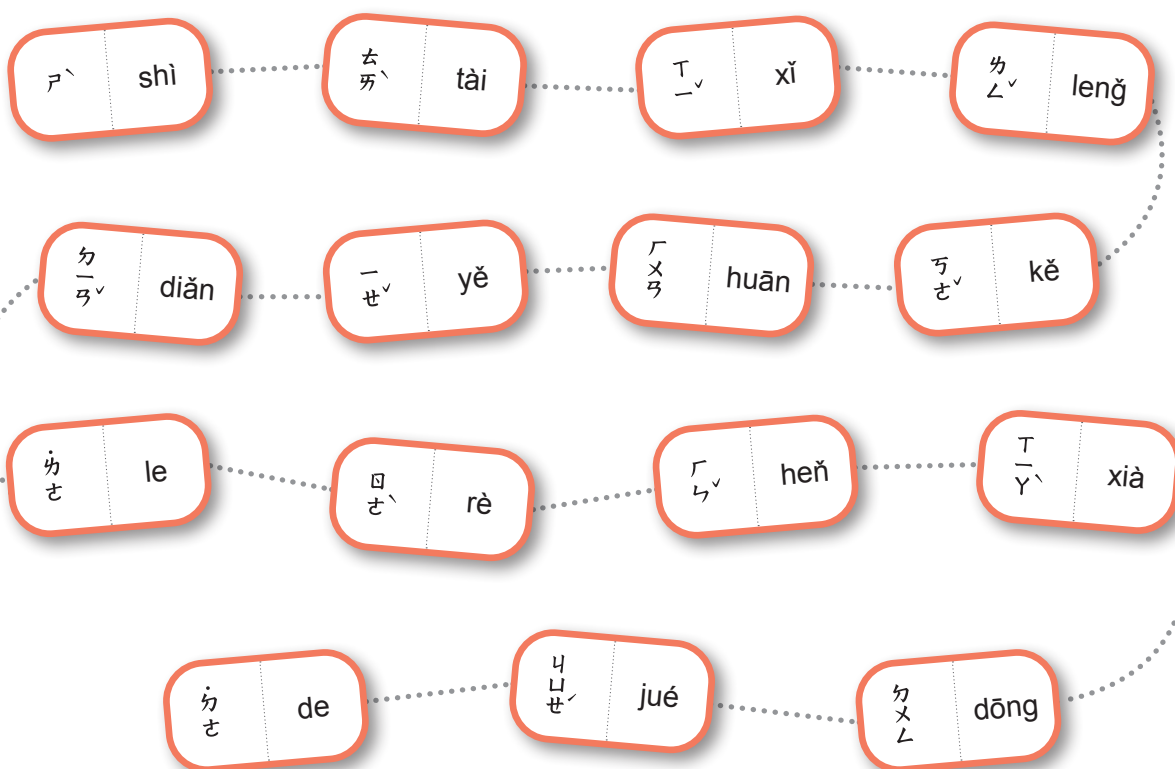 ㄕˋ shì
ㄊㄞˋ tài
ㄒㄧˇ xǐ
ㄌㄥˇ lenǧ
ㄉㄧㄢˇ diǎn
ㄧㄝˇ yě
ㄏㄨㄢ huān
ㄎㄜˇ kě
˙ㄌㄜ le
ㄖㄜˋ rè
ㄏㄣˇ heň
ㄒㄧㄚˋ xià
˙ㄉㄜ de
ㄐㄩㄝˊ jué
ㄉㄨㄥ dōng